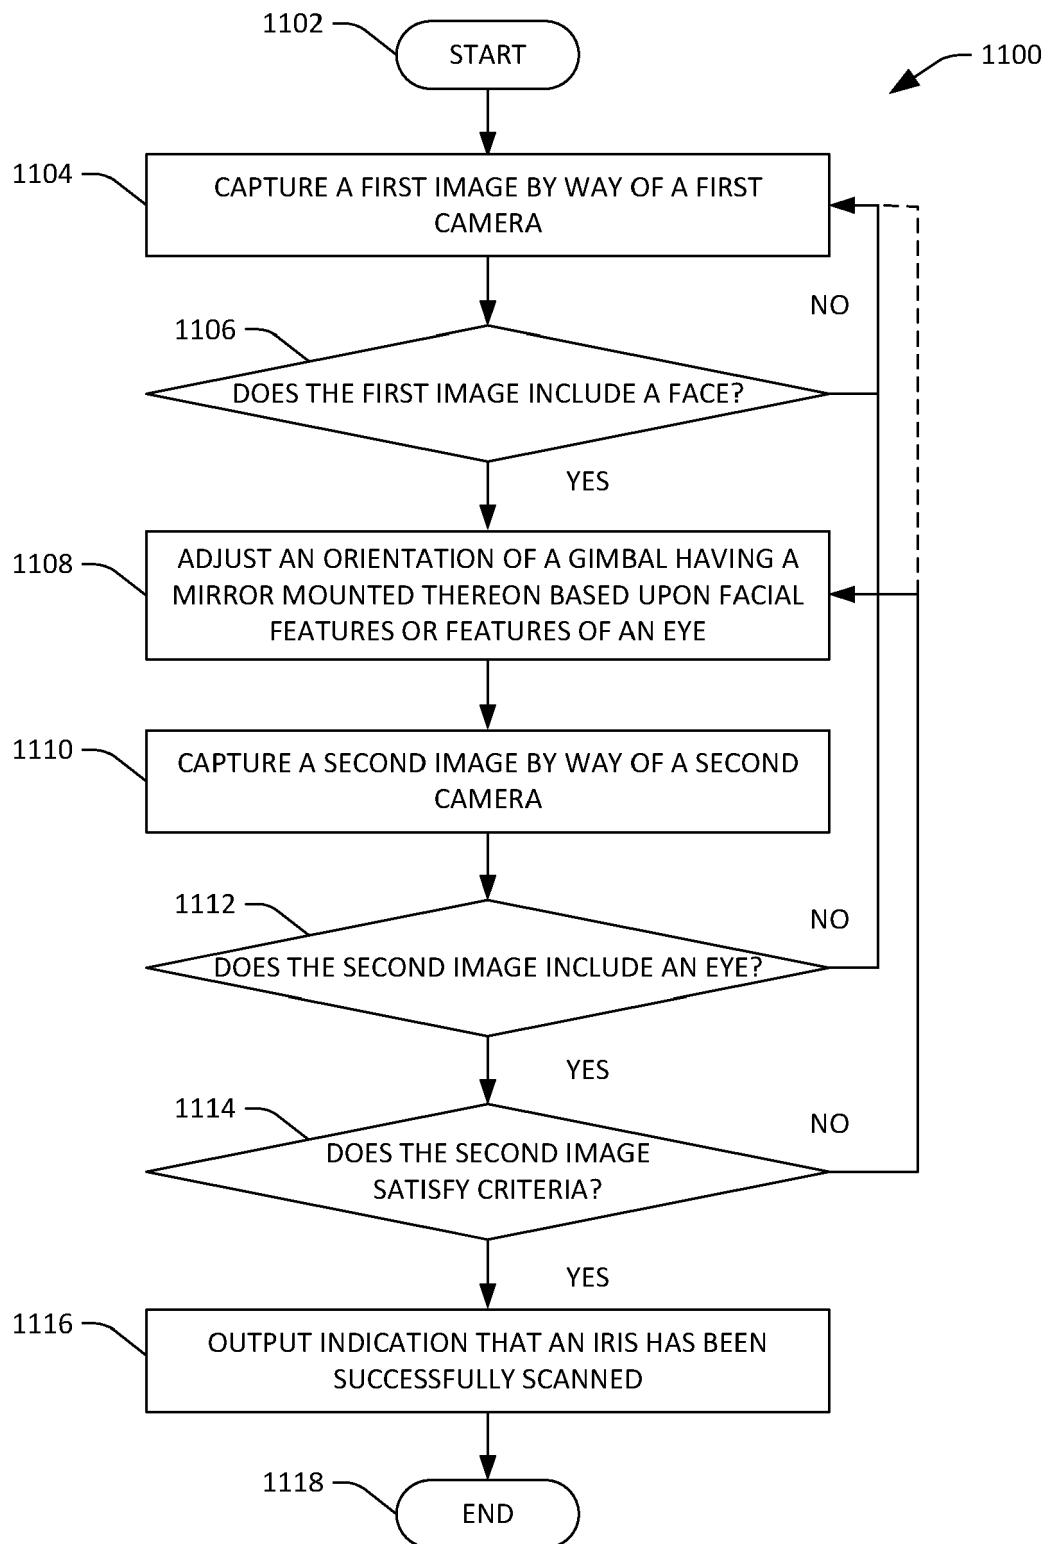 1102
START
1100
1104
CAPTURE A FIRST IMAGE BY WAY OF A FIRST
CAMERA
NO
1106
DOES THE FIRST IMAGE INCLUDE A FACE?
YES
1108
ADJUST AN ORIENTATION OF A GIMBAL HAVING A
MIRROR MOUNTED THEREON BASED UPON FACIAL
FEATURES OR FEATURES OF AN EYE
1110
CAPTURE A SECOND IMAGE BY WAY OF A SECOND
CAMERA
1112
NO
DOES THE SECOND IMAGE INCLUDE AN EYE?
YES
1114
NO
DOES THE SECOND IMAGE
SATISFY CRITERIA?
YES
1116
OUTPUT INDICATION THAT AN IRIS HAS BEEN
SUCCESSFULLY SCANNED
1118
END